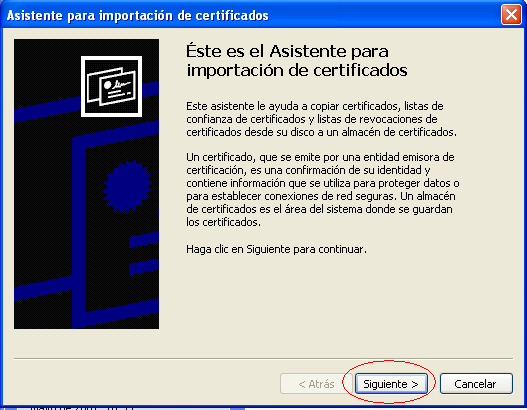 Asistente para importación de certificados
Éste es el Asistente para
importación de certificados
Este asistente le ayuda a copiar certificados, listas de
confianza de certificados y listas de revocaciones de
certificados desde su disco a un almacén de certificados.
Un certificado, que se emite por una entidad emisora de
certificación, es una confirmación de su identidad y
contiene información que se utiliza para proteger datos o
para establecer conexiones de red seguras. Un almacén
de certificados es el área del sistema donde se guardan
los certificados.
Haga clic en Siguiente para continuar.
< Atrás
Siguiente >
Cancelar